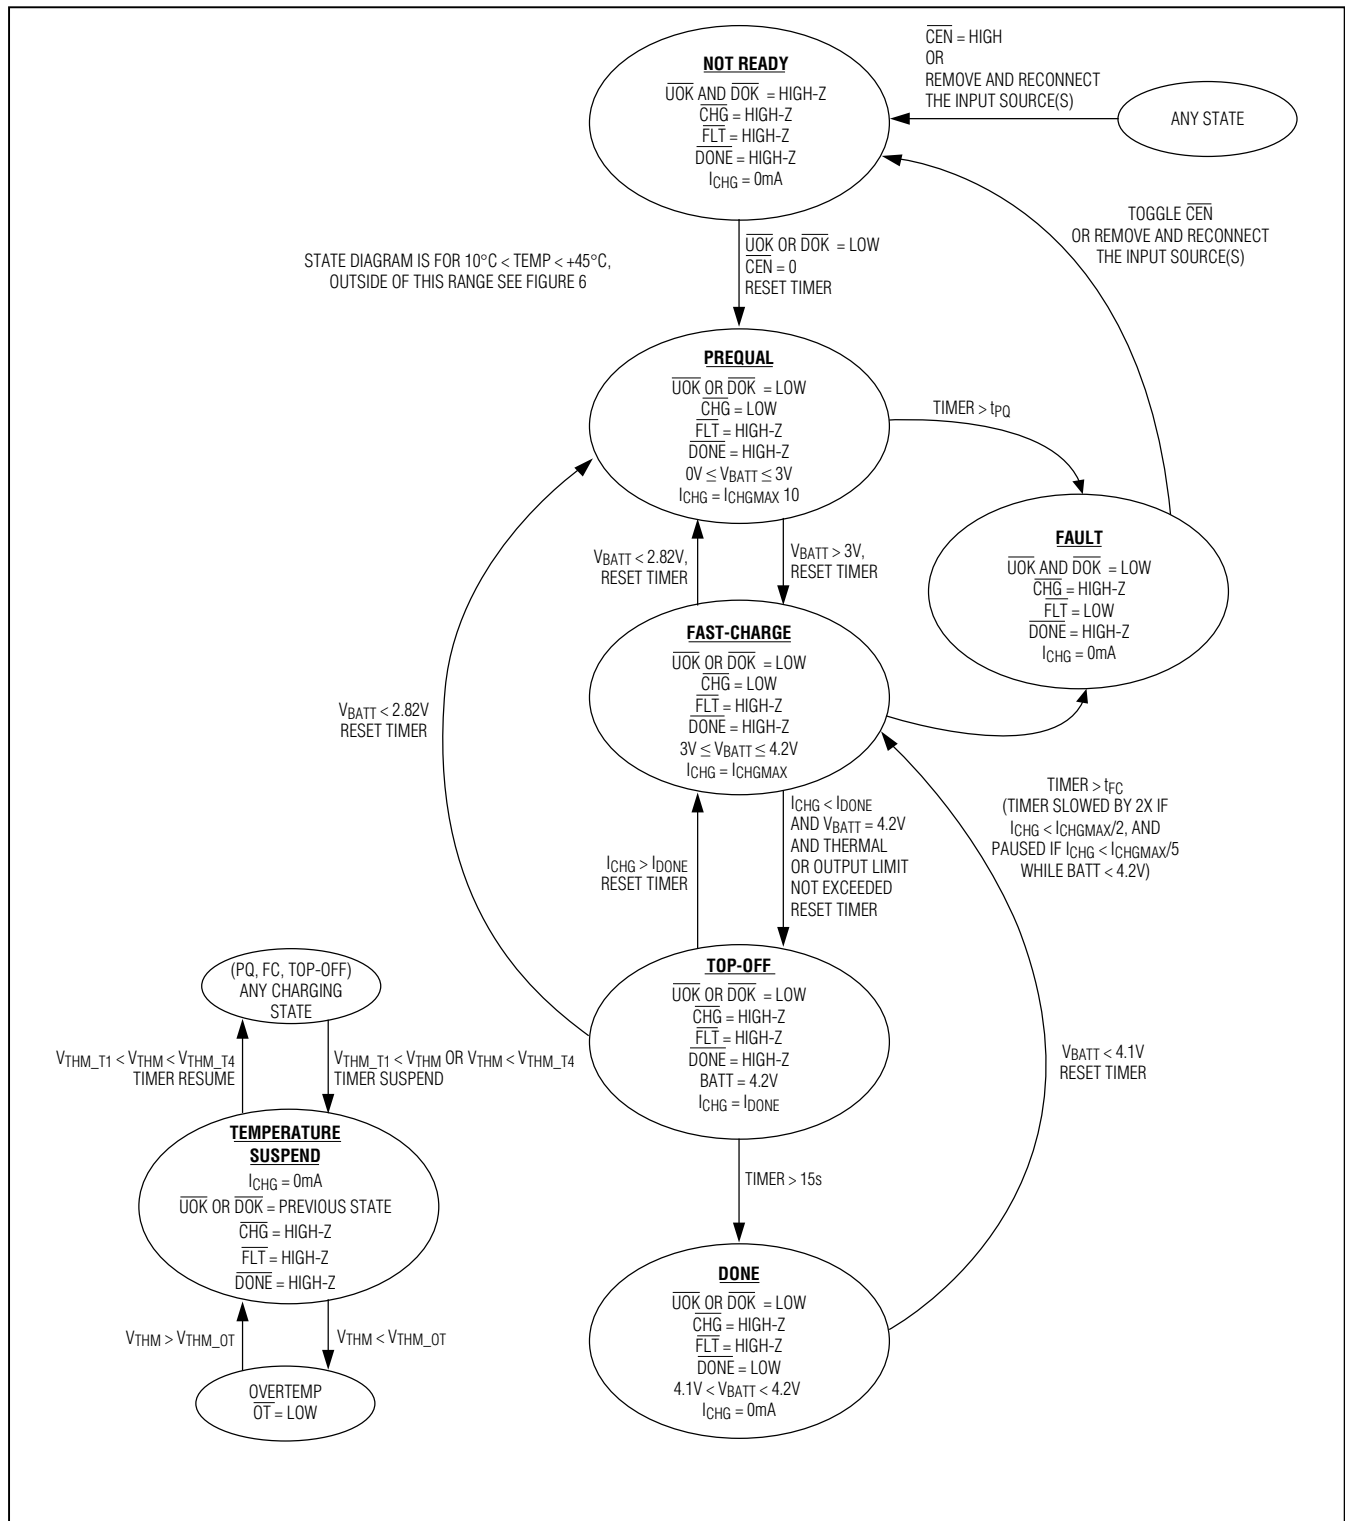 NOT READY
UOK AND DOK = HIGH-Z
CHG = HIGH-Z
FLT = HIGH-Z
DONE = HIGH-Z
ICHG = 0mA
CEN = HIGH
OR
REMOVE AND RECONNECT
THE INPUT SOURCE(S)
ANY STATE
TOGGLE CEN
OR REMOVE AND RECONNECT
THE INPUT SOURCE(S)
STATE DIAGRAM IS FOR 10°C < TEMP < +45°C,
OUTSIDE OF THIS RANGE SEE FIGURE 6
UOK OR DOK = LOW
CEN = 0
RESET TIMER
PREQUAL
UOK OR DOK = LOW
CHG = LOW
FLT = HIGH-Z
DONE = HIGH-Z
0V ≤ VBATT ≤ 3V
ICHG = ICHGMAX 10
TIMER > tPQ
VBATT < 2.82V,
RESET TIMER
VBATT > 3V,
RESET TIMER
FAULT
UOK AND DOK = LOW
CHG = HIGH-Z
FLT = LOW
DONE = HIGH-Z
ICHG = 0mA
FAST-CHARGE
UOK OR DOK = LOW
CHG = LOW
FLT = HIGH-Z
DONE = HIGH-Z
3V ≤ VBATT ≤ 4.2V
ICHG = ICHGMAX
VBATT < 2.82V
RESET TIMER
TIMER > tFC
(TIMER SLOWED BY 2X IF
ICHG < ICHGMAX/2, AND
PAUSED IF ICHG < ICHGMAX/5
WHILE BATT < 4.2V)
ICHG > IDONE
RESET TIMER
ICHG < IDONE
AND VBATT = 4.2V
AND THERMAL
OR OUTPUT LIMIT
NOT EXCEEDED
RESET TIMER
TOP-OFF
UOK OR DOK = LOW
CHG = HIGH-Z
FLT = HIGH-Z
DONE = HIGH-Z
BATT = 4.2V
ICHG = IDONE
(PQ, FC, TOP-OFF)
ANY CHARGING
STATE
VTHM_T1 < VTHM < VTHM_T4
TIMER RESUME
VTHM_T1 < VTHM OR VTHM < VTHM_T4
TIMER SUSPEND
VBATT < 4.1V
RESET TIMER
TEMPERATURE
SUSPEND
ICHG = 0mA
UOK OR DOK = PREVIOUS STATE
CHG = HIGH-Z
FLT = HIGH-Z
DONE = HIGH-Z
TIMER > 15s
VTHM > VTHM_OT
VTHM < VTHM_OT
OVERTEMP
OT = LOW
DONE
UOK OR DOK = LOW
CHG = HIGH-Z
FLT = HIGH-Z
DONE = LOW
4.1V < VBATT < 4.2V
ICHG = 0mA